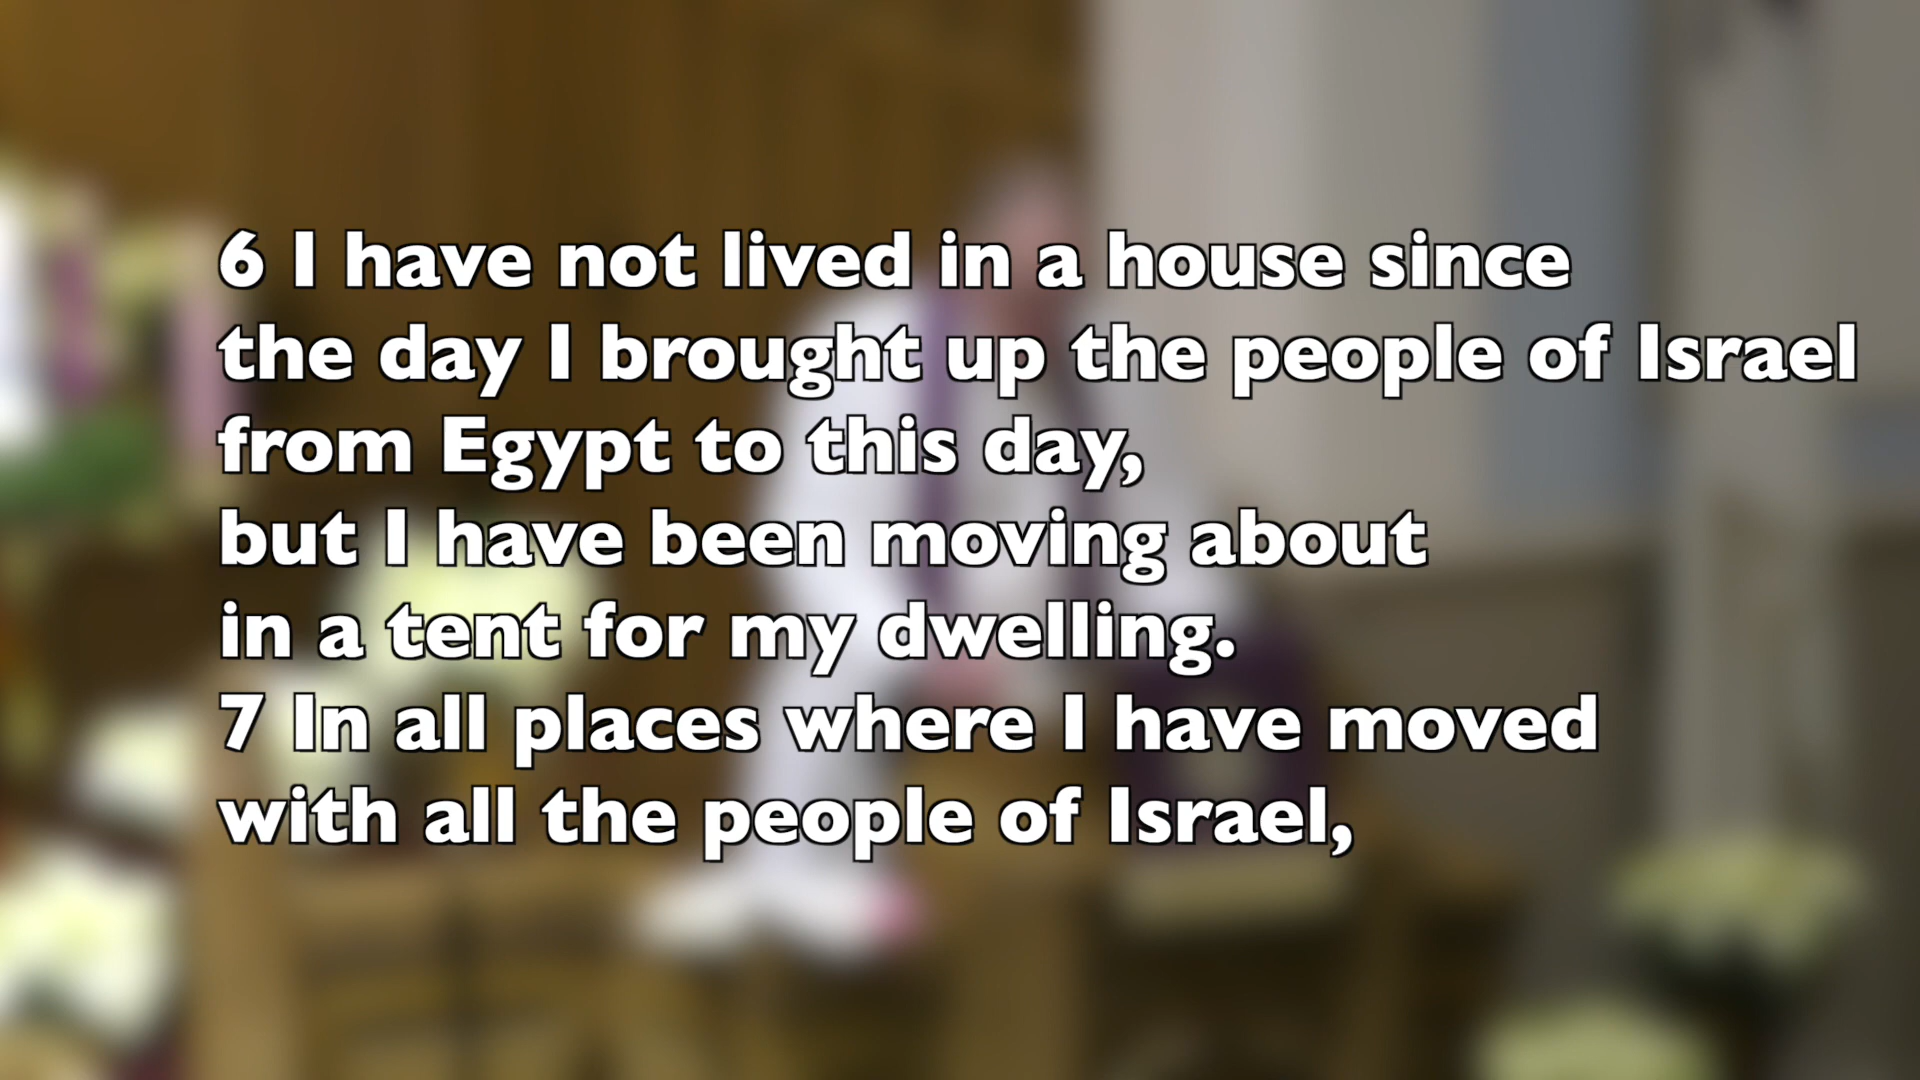 6 I have not lived in a house since
the day I brought up the people of Israel
from Egypt to this day,
but I have been moving about
in a tent for my dwelling.
7 In all places where I have moved
with all the people of Israel,